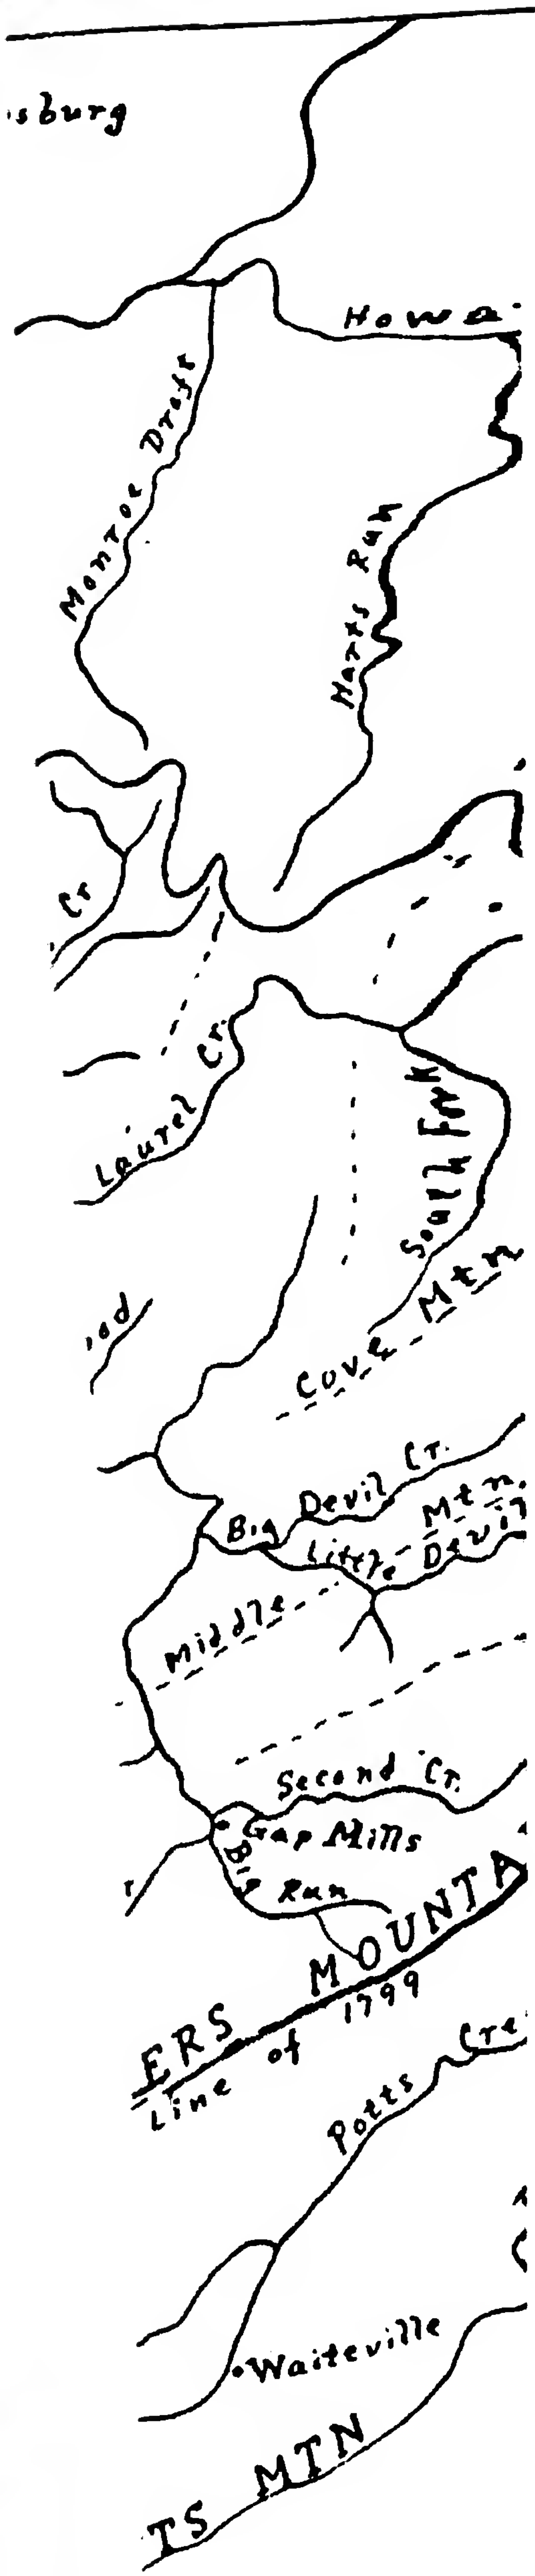 sburg
Howa
Monroe Draft
Harts Run
Cr
Laurel Cr.
South Fork
Cove Mtn
od
Big Devil Cr.
Little Devil
Middle Mtn.
Second Cr.
Gap Mills
Big Run
ERS MOUNTA
Line of 1799
Potts Cre
Waiteville
TS MTN